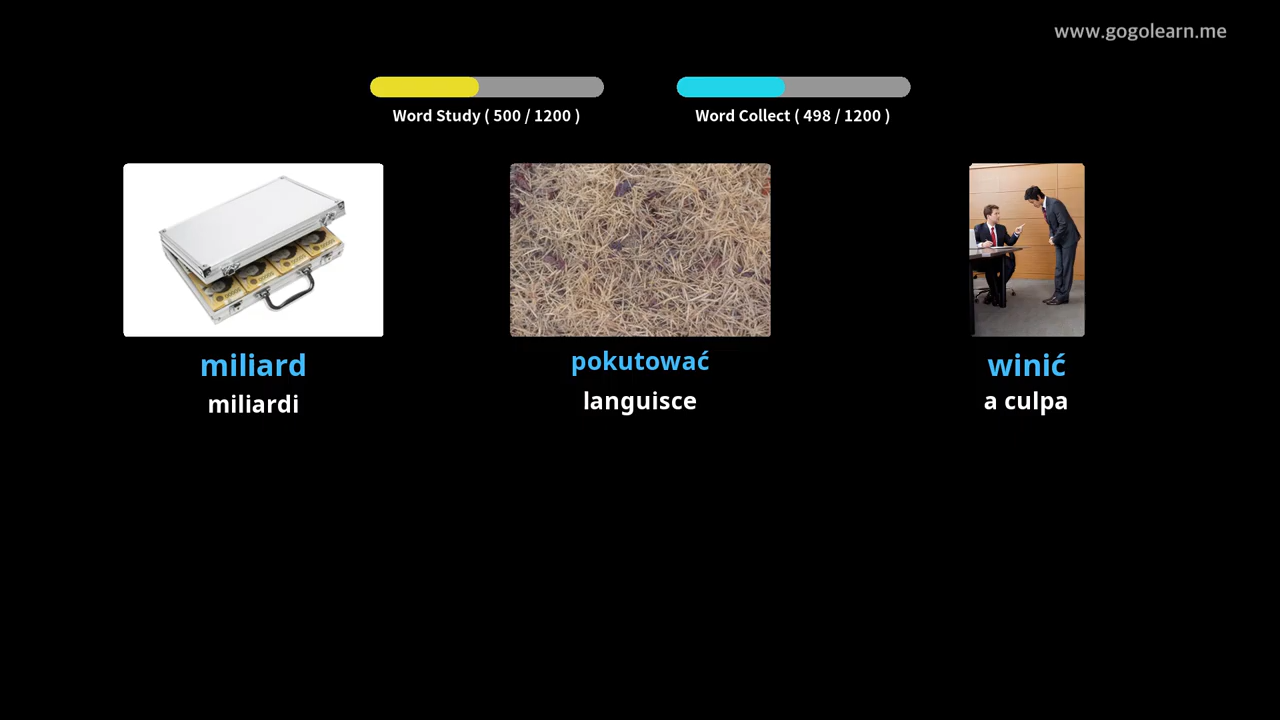 www.gogolearn.me
Word Study ( 500 / 1200 )
Word Collect ( 498 / 1200 )
miliard
pokutować
winić
miliardi
languisce
a culpa